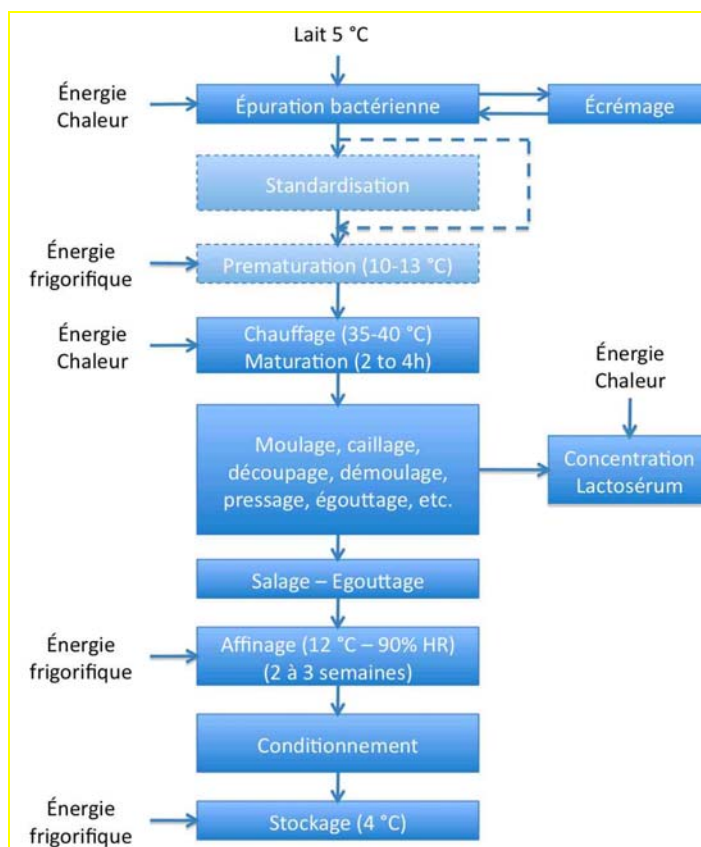 Lait 5 °C
Énergie
Chaleur
Épuration bactérienne
Écrémage
Standardisation
Énergie
frigorifique
Prematuration (10-13 °C)
Énergie
Chaleur
Chauffage (35-40 °C)
Maturation (2 to 4h)
Énergie
Chaleur
Moulage, caillage,
découpage, démoulage,
pressage, égouttage, etc.
Concentration
Lactosérum
Salage – Egouttage
Énergie
frigorifique
Affinage (12 °C – 90% HR)
(2 à 3 semaines)
Conditionnement
Énergie
frigorifique
Stockage (4 °C)